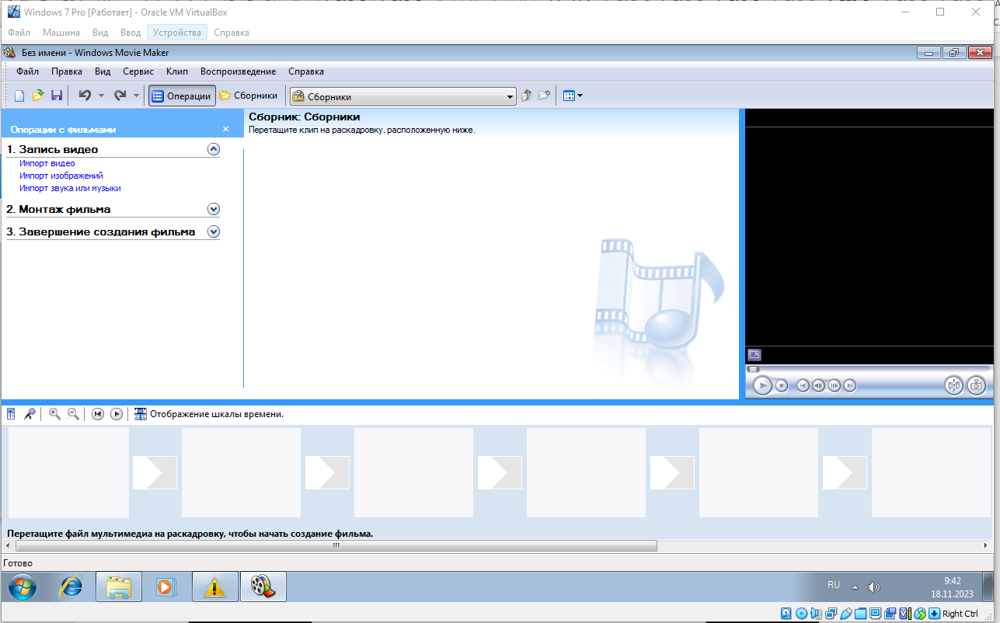 Windows 7 Pro [Работает] - Oracle VM VirtualBox
Файл Машина Вид Ввод Устройства Справка
Без имени - Windows Movie Maker
Файл Правка Вид Сервис Клип Воспроизведение Справка
Операции Сборники Сборники
Операции с фильмами
Сборник: Сборники
Перетащите клип на раскадровку, расположенную ниже.
1. Запись видео
Импорт видео
Импорт изображений
Импорт звука или музыки
2. Монтаж фильма
3. Завершение создания фильма
Отображение шкалы времени.
Перетащите файл мультимедиа на раскадровку, чтобы начать создание фильма.
Готово
RU
9:42
18.11.2023
Right Ctrl